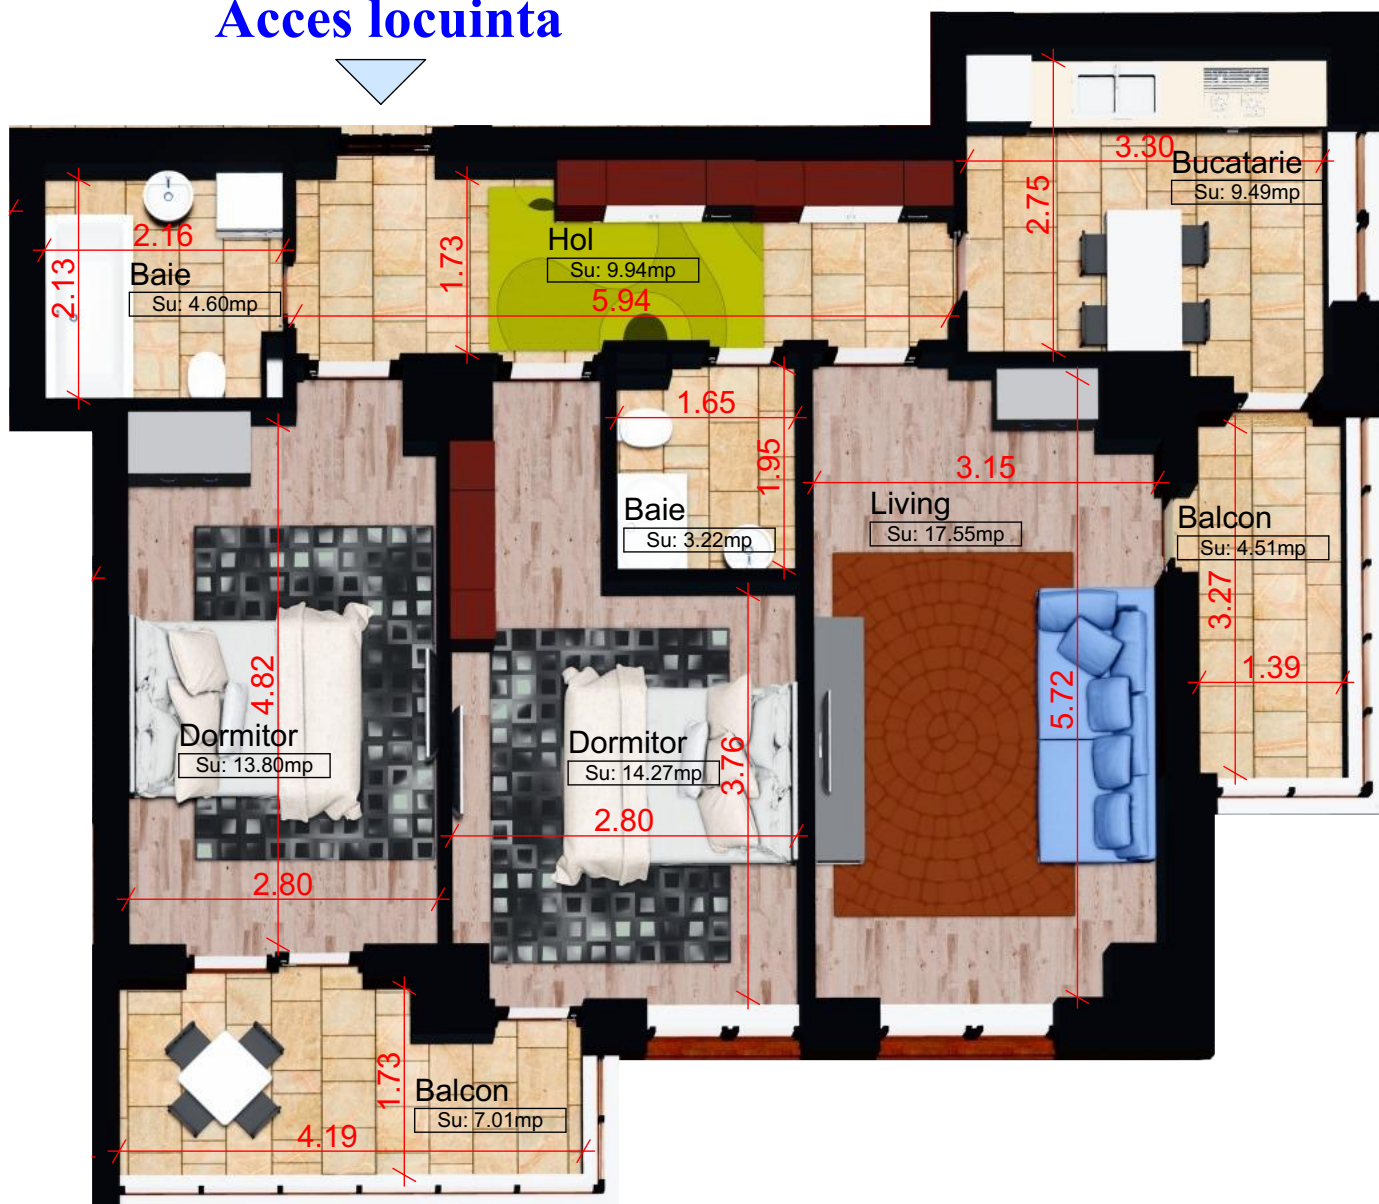 Acces locuinta
3.30
Bucatarie
Su: 9.49mp
2.75
2.16
2.13
Baie
Su: 4.60mp
1.73
Hol
Su: 9.94mp
5.94
1.65
1.95
Baie
Su: 3.22mp
3.15
Living
Su: 17.55mp
5.72
Balcon
Su: 4.51mp
3.27
1.39
4.82
Dormitor
Su: 13.80mp
2.80
Dormitor
Su: 14.27mp
3.76
2.80
1.73
Balcon
Su: 7.01mp
4.19